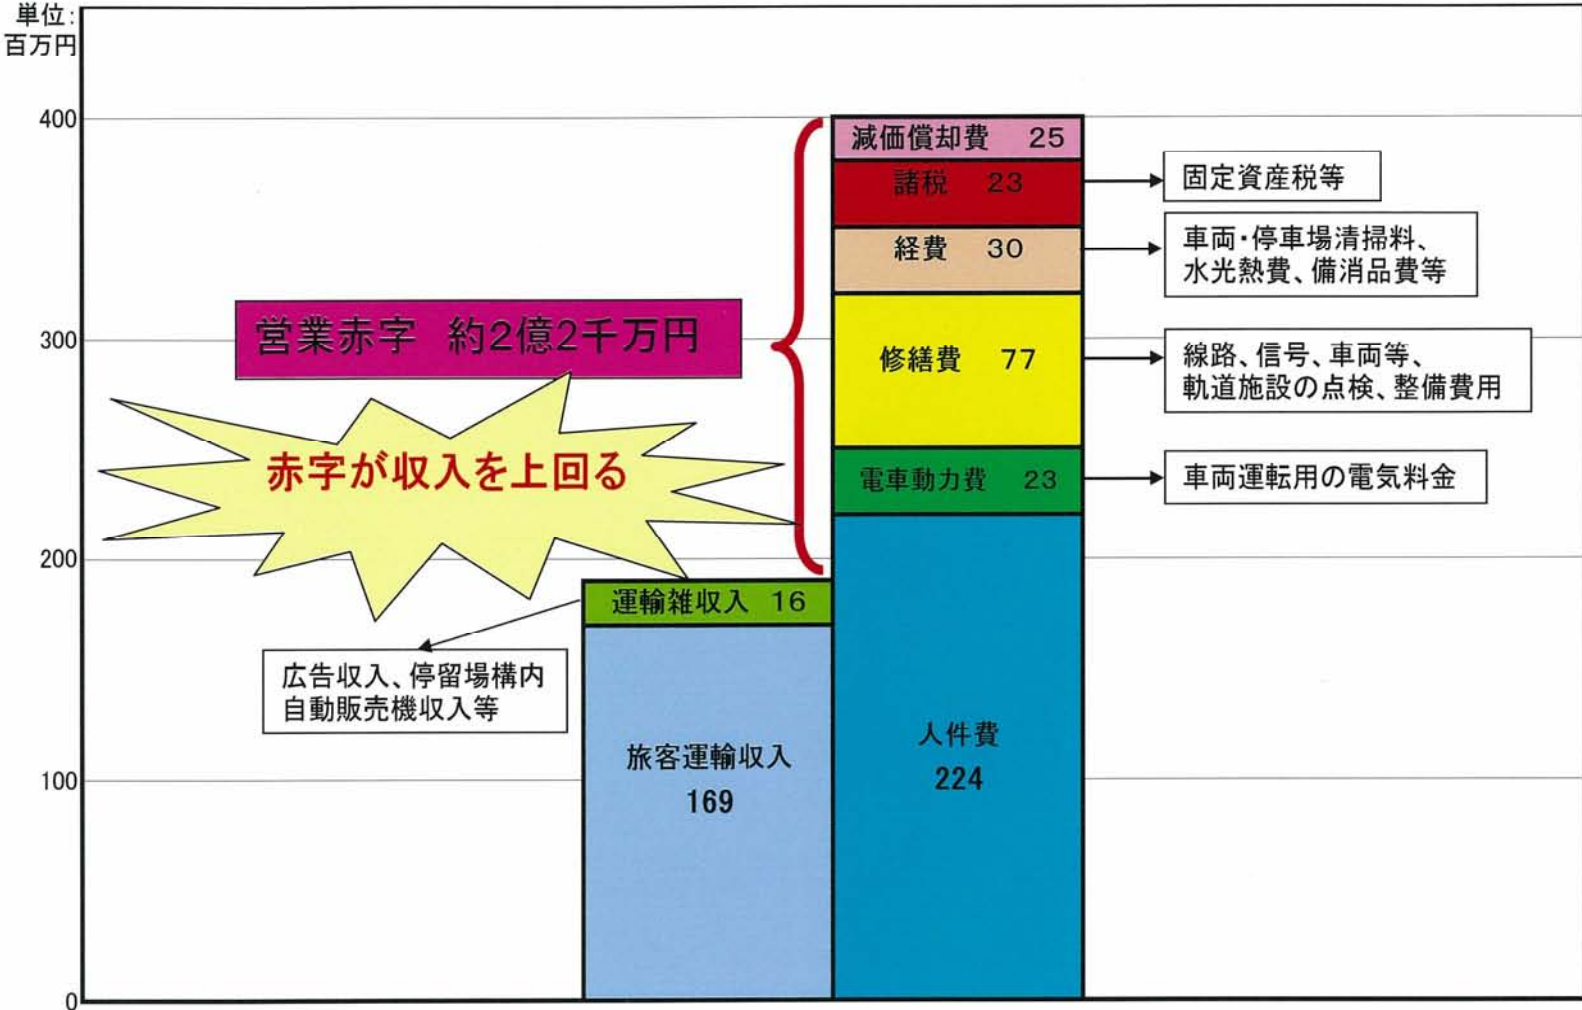 単位:
百万円
400
300
200
100
0
減価償却費 25
諸税 23
経費 30
修繕費 77
電車動力費 23
人件費
224
固定資産税等
車両・停車場清掃料、
水光熱費、備消品費等
線路、信号、車両等、
軌道施設の点検、整備費用
車両運転用の電気料金
営業赤字 約2億2千万円
赤字が収入を上回る
運輸雑収入 16
旅客運輸収入
169
広告収入、停留場構内
自動販売機収入等